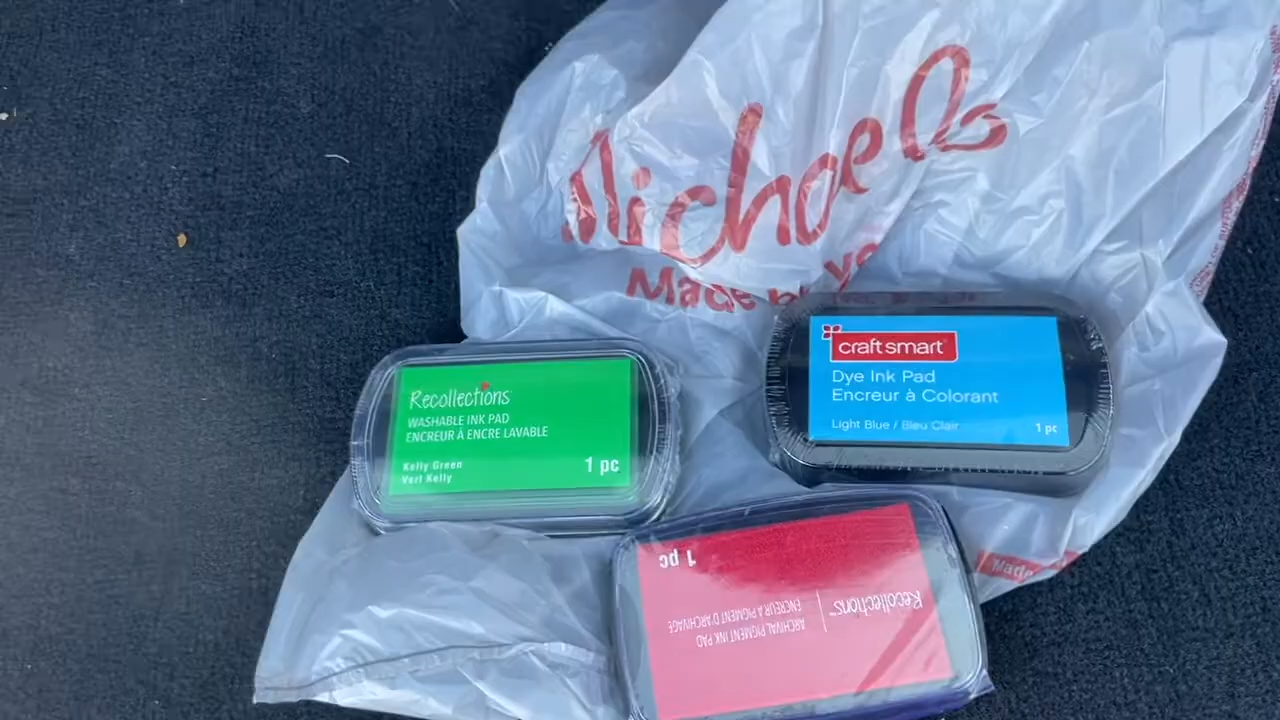 Michaels
Made by yo
Recollections
WASHABLE INK PAD
ENCREUR À ENCRE LAVABLE
Kelly Green
Vert Kelly
1 pc
craft smart
Dye Ink Pad
Encreur à Colorant
Light Blue / Bleu Clair
1 pc
Recollections™
ARCHIVAL PIGMENT INK PAD
ENCREUR À PIGMENT D'ARCHIVAGE
1 pc
Made